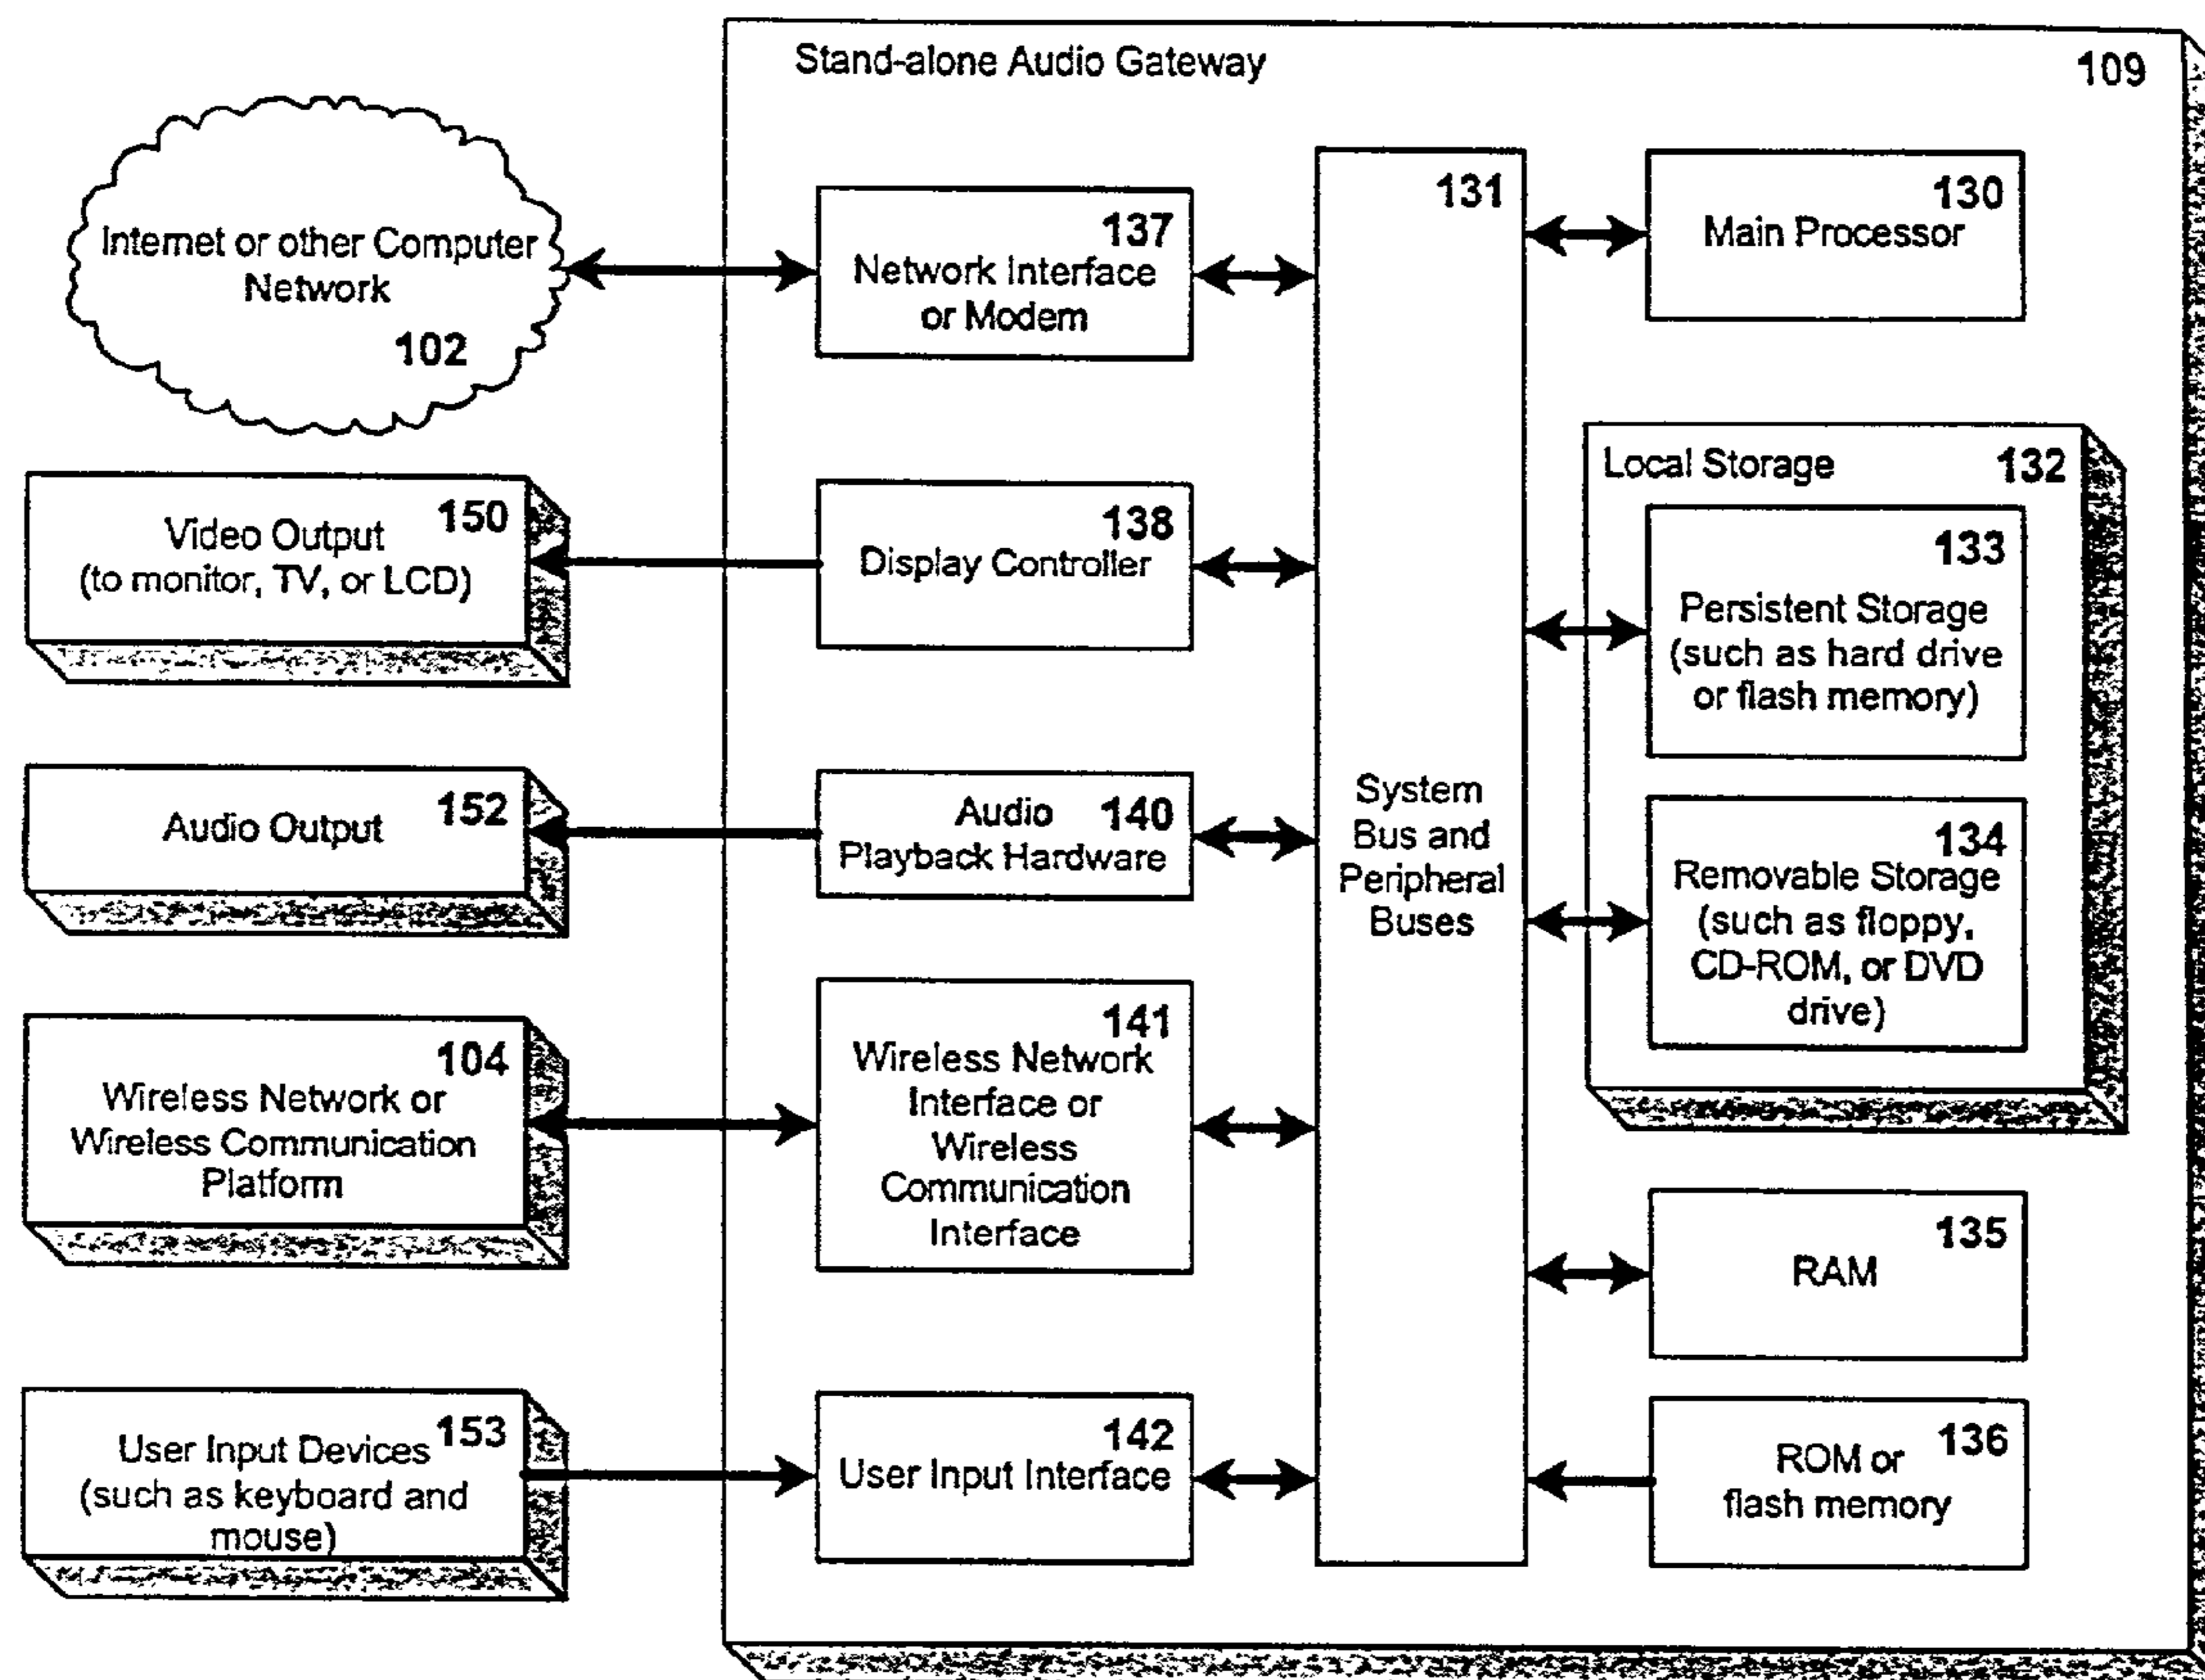 Stand-alone Audio Gateway
109
Internet or other Computer
Network
102
137
Network Interface
or Modem
131
System
Bus and
Peripheral
Buses
130
Main Processor
Video Output
150
(to monitor, TV, or LCD)
138
Display Controller
Local Storage
132
133
Persistent Storage
(such as hard drive
or flash memory)
Audio Output
152
Audio
140
Playback Hardware
134
Removable Storage
(such as floppy,
CD-ROM, or DVD
drive)
104
Wireless Network or
Wireless Communication
Platform
141
Wireless Network
Interface or
Wireless
Communication
Interface
135
RAM
User Input Devices
153
(such as keyboard and
mouse)
142
User Input Interface
ROM or
136
flash memory